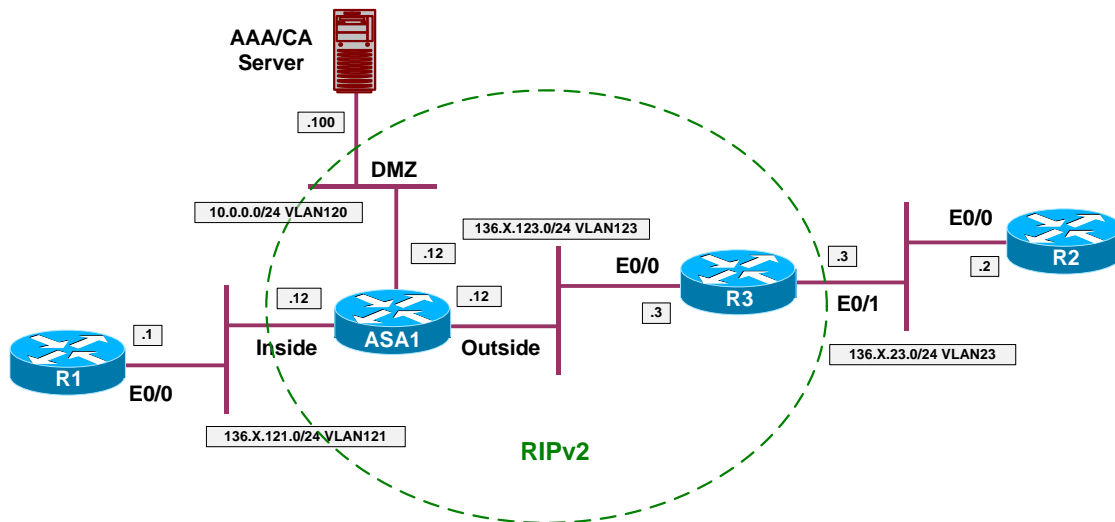 AAA/CA
Server
.100
DMZ
10.0.0.0/24 VLAN120
136.X.123.0/24 VLAN123
E0/0
.2
R2
.12
E0/0
.3
R3
.3
E0/1
.12
.12
ASA1
Inside
Outside
.1
R1
E0/0
136.X.23.0/24 VLAN23
136.X.121.0/24 VLAN121
RIPv2